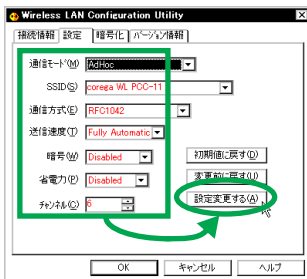 Wireless LAN Configuration Utility
接続情報 設定 暗号化 バージョン情報
通信モード(M) AdHoc
SSID(S) corega WL PCC-11
通信方式(E) RFC1042
送信速度(T) Fully Automatic
暗号(W) Disabled
初期値に戻す(D)
省電力(P) Disabled
変更前に戻す(U)
チャンネル(C) 6
設定変更する(A)
OK キャンセル ヘルプ